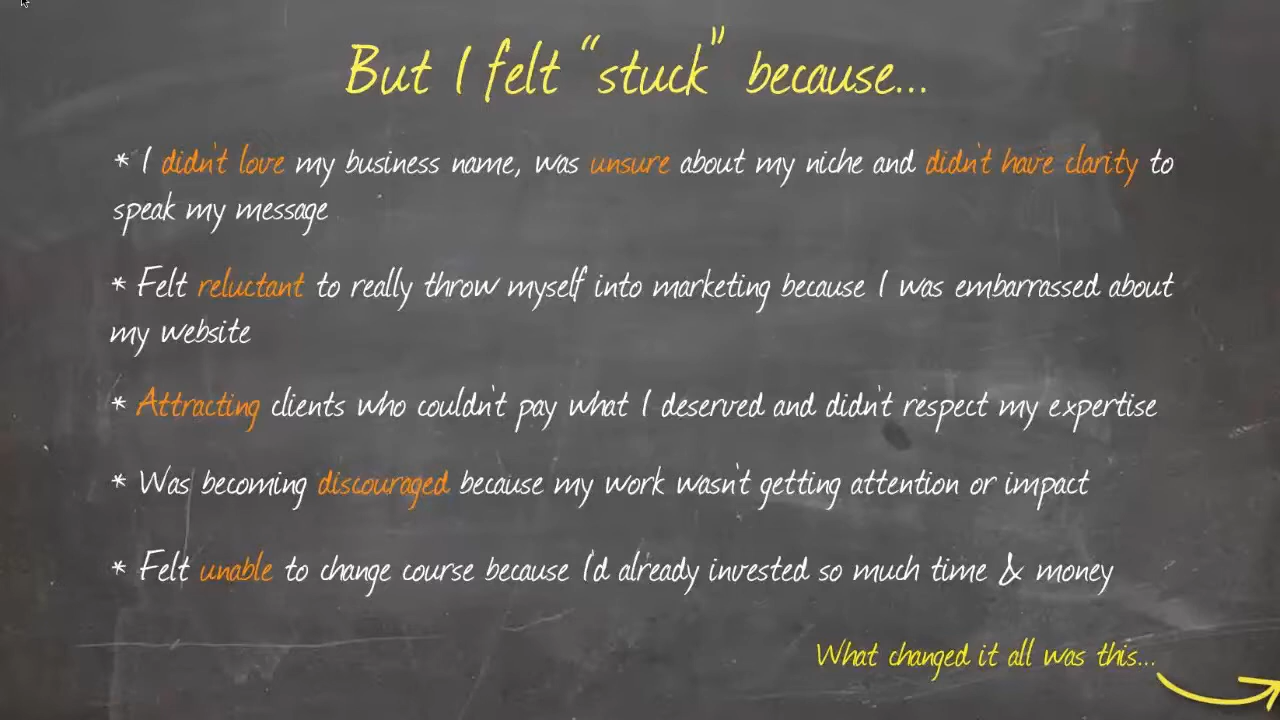 But I felt “stuck” because...
* I didn't love my business name, was unsure about my niche and didn't have clarity to
speak my message
* Felt reluctant to really throw myself into marketing because I was embarrassed about
my website
* Attracting clients who couldn't pay what I deserved and didn't respect my expertise
* Was becoming discouraged because my work wasn't getting attention or impact
* Felt unable to change course because I'd already invested so much time & money
What changed it all was this...